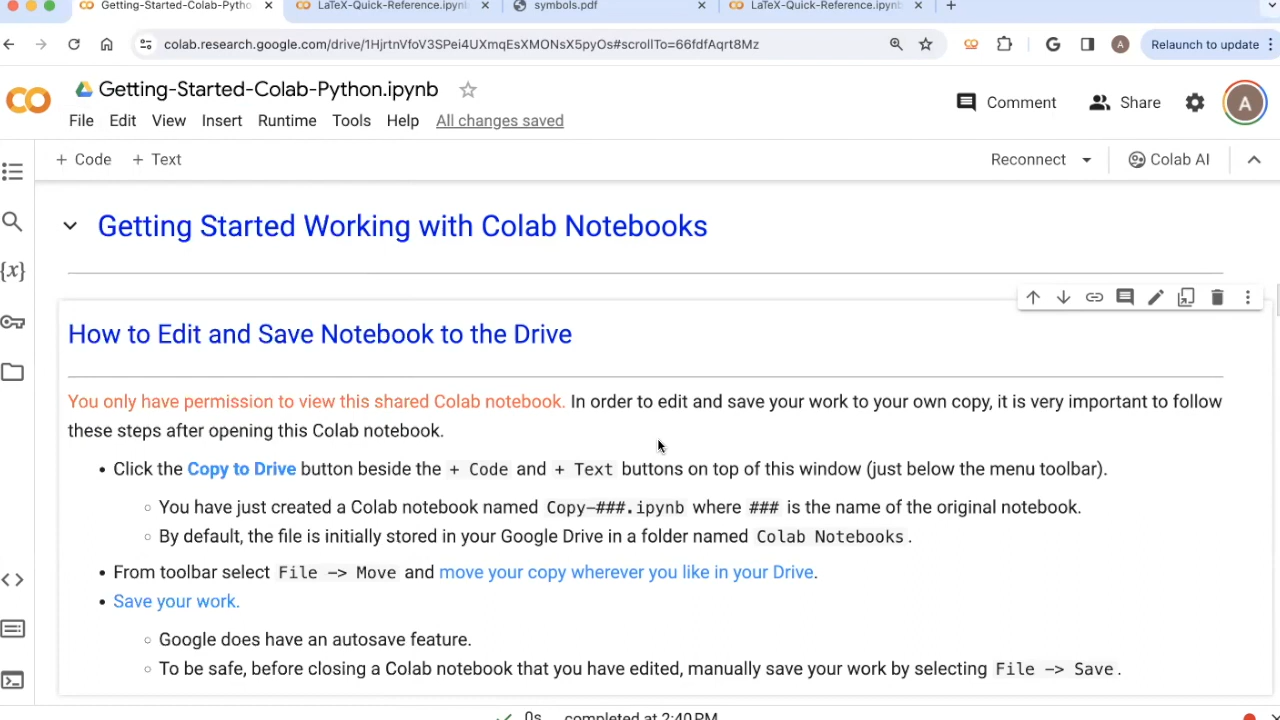 Getting-Started-Colab-Pytho
LaTeX-Quick-Reference.ipynb
symbols.pdf
LaTeX-Quick-Reference.ipynb
colab.research.google.com/drive/1HjrtnVfoV3SPei4UXmqEsXMONsX5pyOs#scrollTo=66fdfAqrt8Mz
A
Relaunch to update
Getting-Started-Colab-Python.ipynb
Comment
Share
A
File Edit View Insert Runtime Tools Help All changes saved
+ Code + Text
Reconnect
Colab AI
Getting Started Working with Colab Notebooks
{x}
How to Edit and Save Notebook to the Drive
You only have permission to view this shared Colab notebook. In order to edit and save your work to your own copy, it is very important to follow
these steps after opening this Colab notebook.
• Click the Copy to Drive button beside the + Code and + Text buttons on top of this window (just below the menu toolbar).
◦ You have just created a Colab notebook named Copy-###.ipynb where ### is the name of the original notebook.
◦ By default, the file is initially stored in your Google Drive in a folder named Colab Notebooks.
• From toolbar select File -> Move and move your copy wherever you like in your Drive.
• Save your work.
◦ Google does have an autosave feature.
◦ To be safe, before closing a Colab notebook that you have edited, manually save your work by selecting File -> Save.
0s completed at 2:40 PM